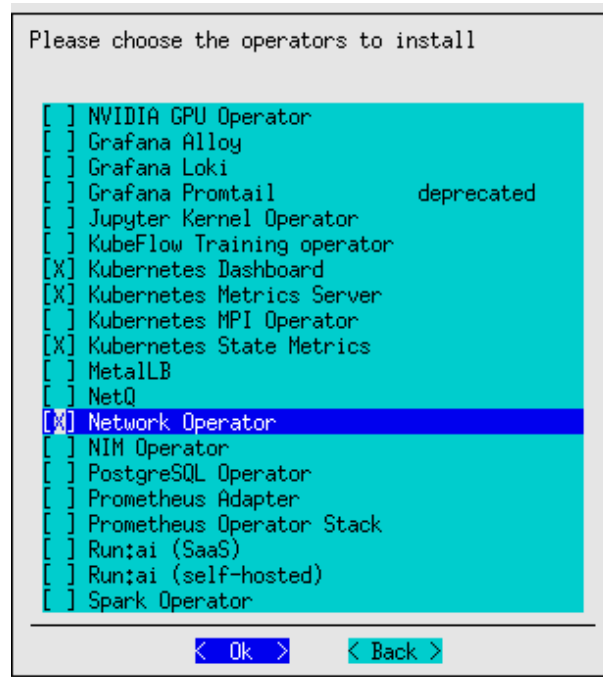 Please choose the operators to install
[ ] NVIDIA GPU Operator
[ ] Grafana Alloy
[ ] Grafana Loki
[ ] Grafana Promtail deprecated
[ ] Jupyter Kernel Operator
[ ] KubeFlow Training operator
[X] Kubernetes Dashboard
[X] Kubernetes Metrics Server
[ ] Kubernetes MPI Operator
[X] Kubernetes State Metrics
[ ] MetalLB
[ ] NetQ
[X] Network Operator
[ ] NIM Operator
[ ] PostgreSQL Operator
[ ] Prometheus Adapter
[ ] Prometheus Operator Stack
[ ] Run:ai (SaaS)
[ ] Run:ai (self-hosted)
[ ] Spark Operator
< Ok > < Back >